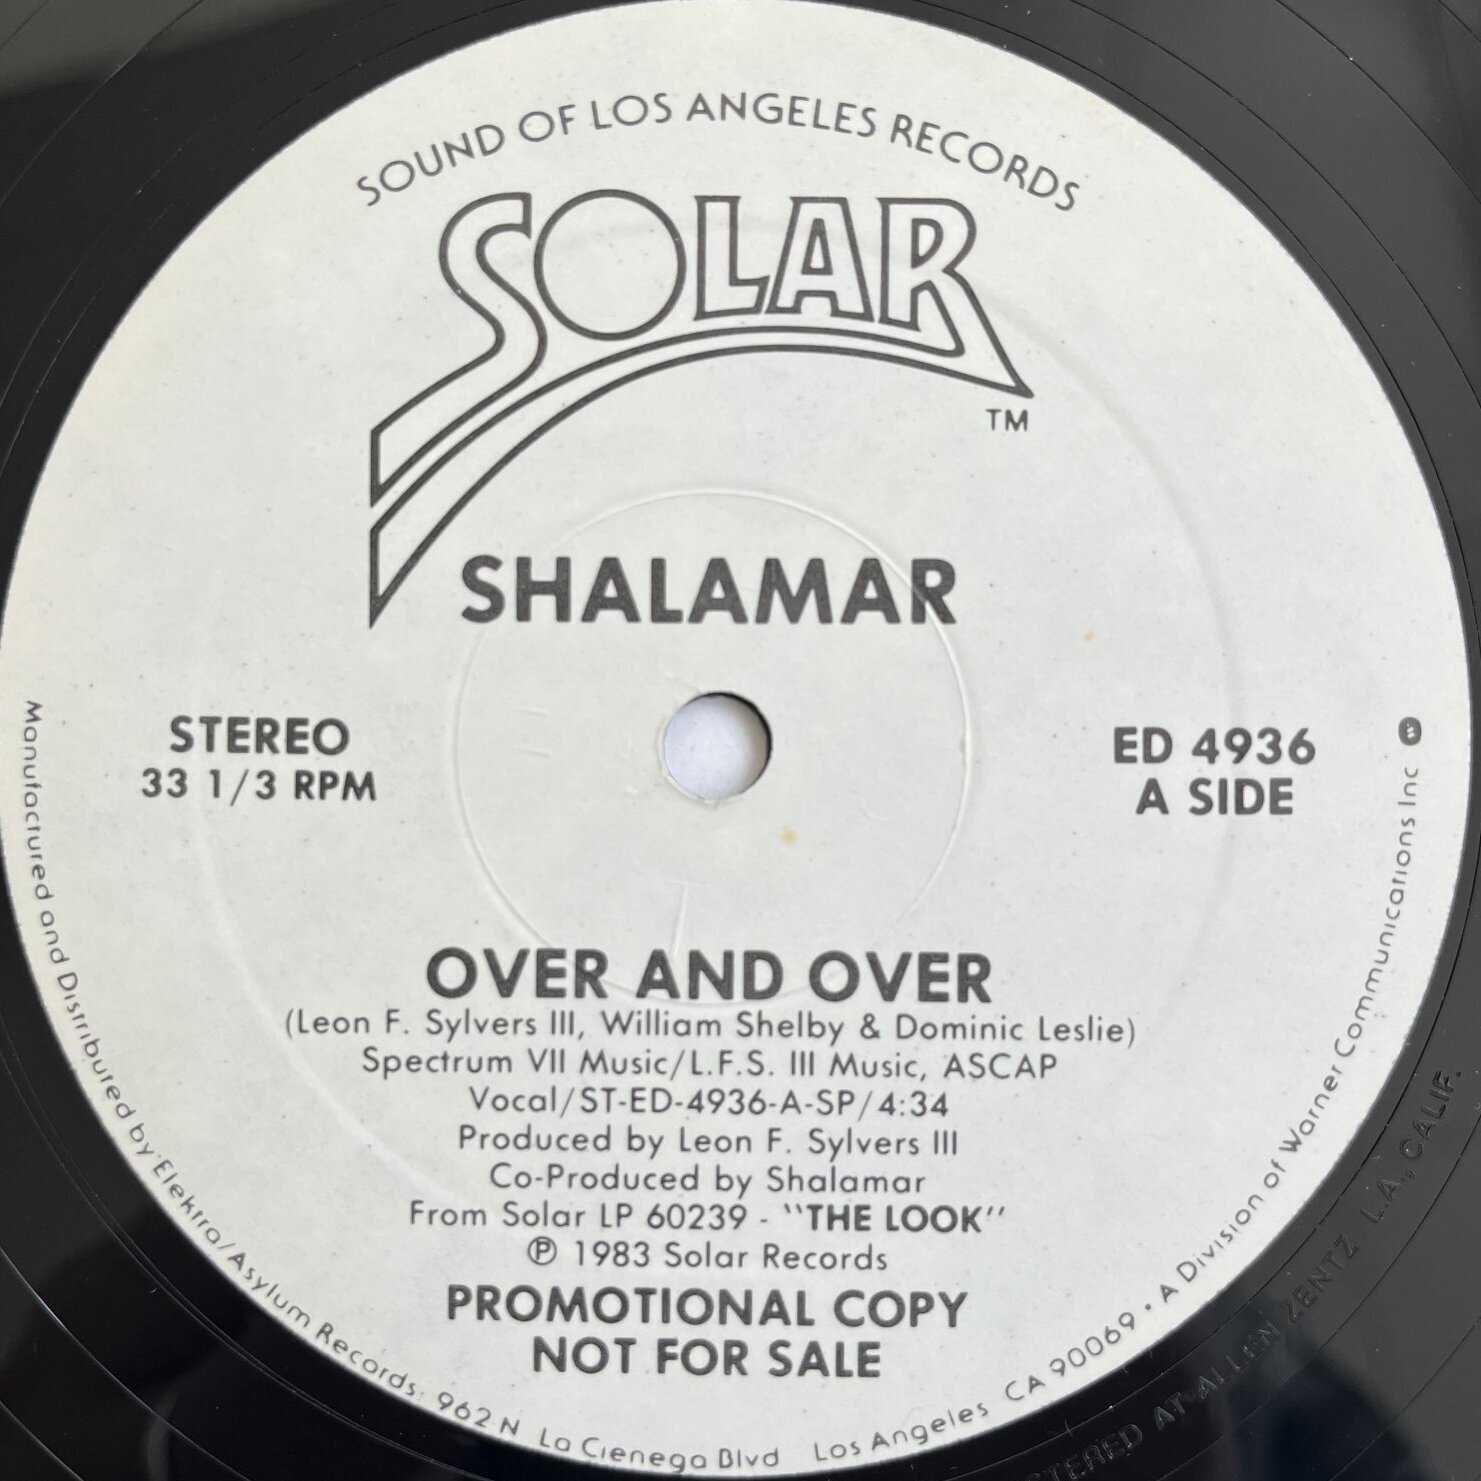 SOUND OF LOS ANGELES RECORDS
SOLAR
TM
SHALAMAR
STEREO
33 1/3 RPM
ED 4936
A SIDE
OVER AND OVER
(Leon F. Sylvers III, William Shelby & Dominic Leslie)
Spectrum VII Music/L.F.S. III Music, ASCAP
Vocal/ST-ED-4936-A-SP/4:34
Produced by Leon F. Sylvers III
Co-Produced by Shalamar
From Solar LP 60239 - "THE LOOK"
℗ 1983 Solar Records
PROMOTIONAL COPY
NOT FOR SALE
Manufactured and Distributed by Elektra/Asylum Records. 962 N La Cienega Blvd Los Angeles CA 90069 • A Division of Warner Communications Inc
AT ALLEN ZENTZ L.A., CALIF.